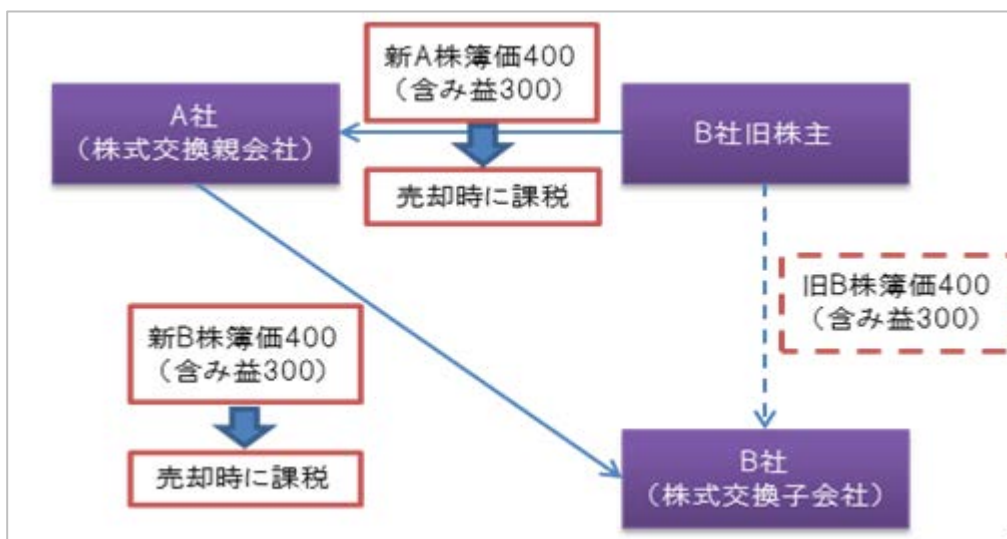 新A株簿価400
（含み益300）
A社
（株式交換親会社）
B社旧株主
売却時に課税
旧B株簿価400
（含み益300）
新B株簿価400
（含み益300）
売却時に課税
B社
（株式交換子会社）